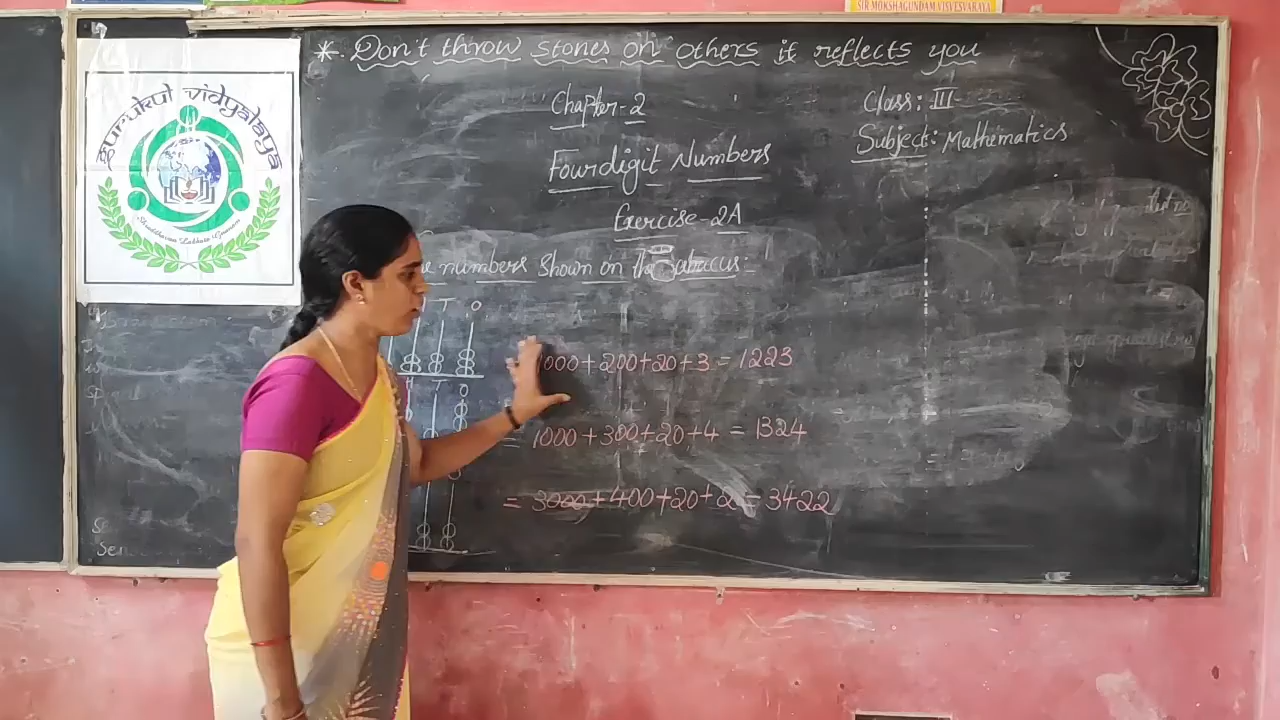 SIR MOKSHAGUNDAM VISVESVARAYA
*. Don't throw stones on others it reflects you
gurukul vidyalaya
Chapter-2
Class: III
Subject: Mathematics
Fourdigit Numbers
Exercise-2A
numbers shown on the abacus:-
T O
1000+200+20+3 = 1223
H T O
= 1000+300+20+4 = 1324
= 3000+400+20+2 = 3422